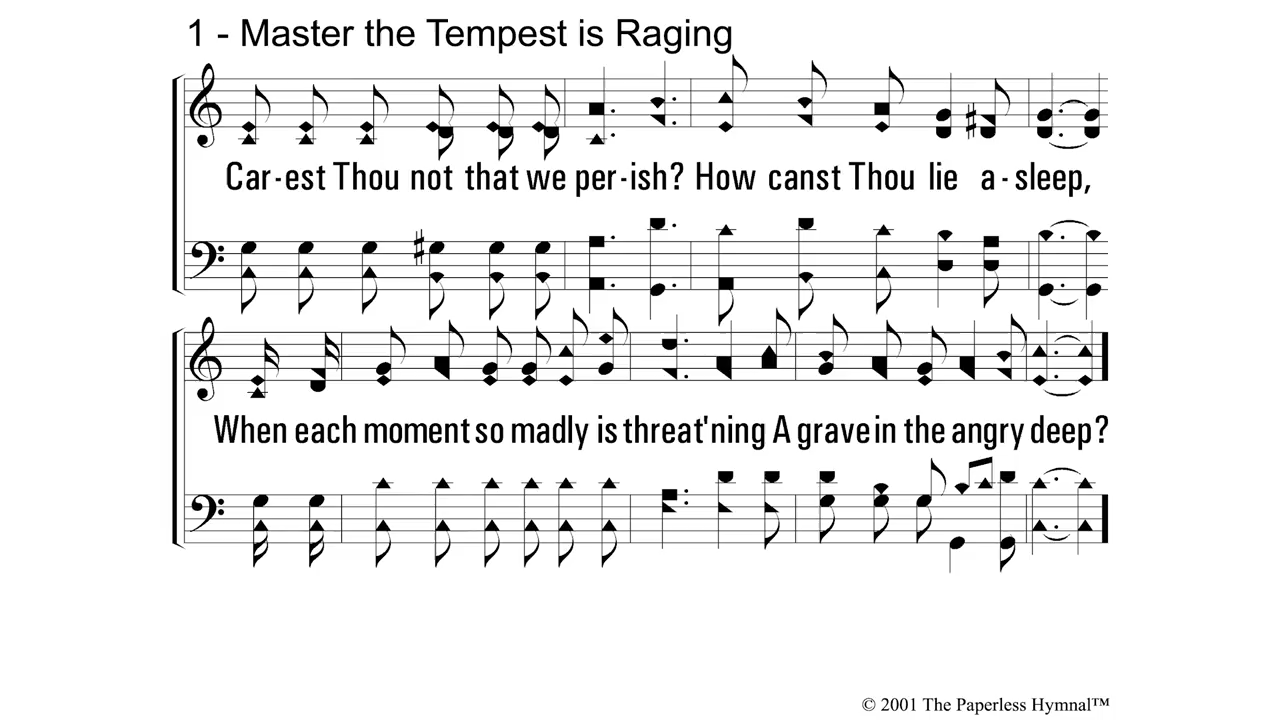 1 - Master the Tempest is Raging
Car-est Thou not that we per-ish? How canst Thou lie a-sleep,
When each moment so madly is threat'ning A grave in the angry deep?
© 2001 The Paperless Hymnal™